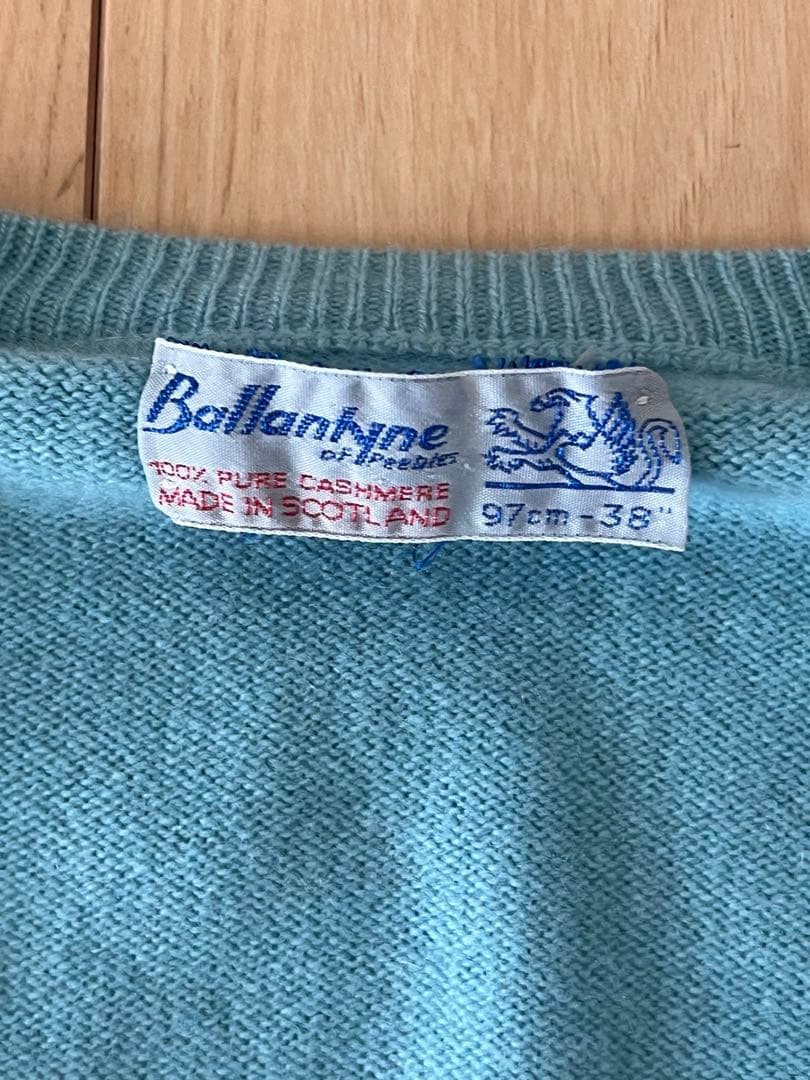 Ballantyne
of Peebles
100% PURE CASHMERE
MADE IN SCOTLAND
97cm - 38"